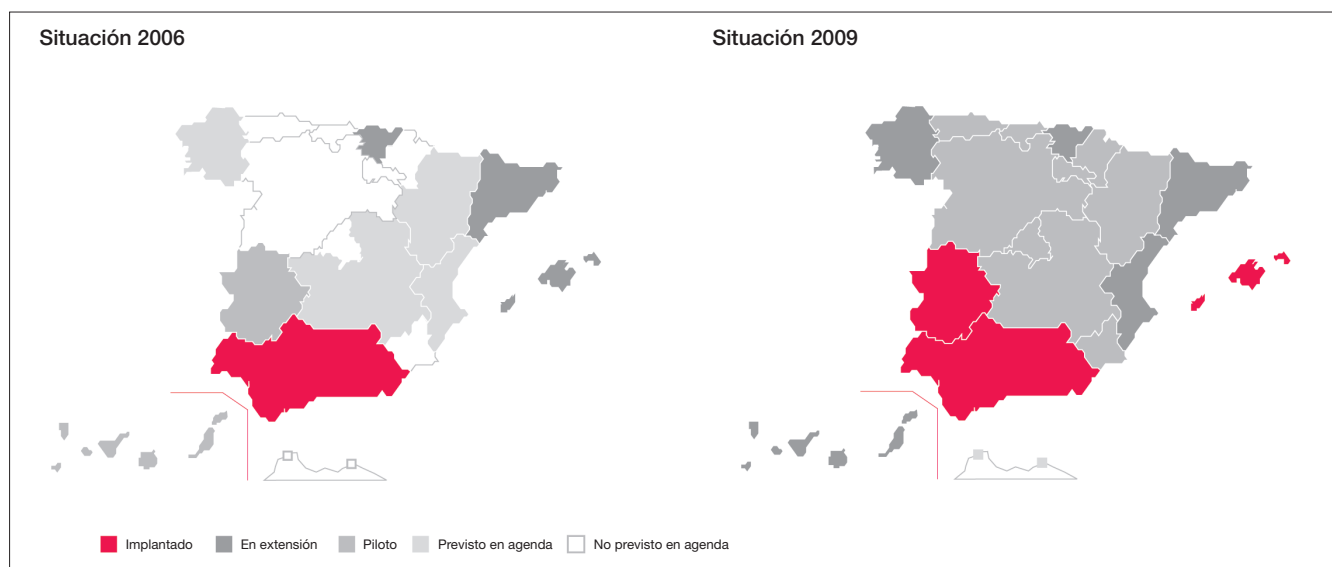 Situación 2006
Situación 2009
Implantado
En extensión
Piloto
Previsto en agenda
No previsto en agenda